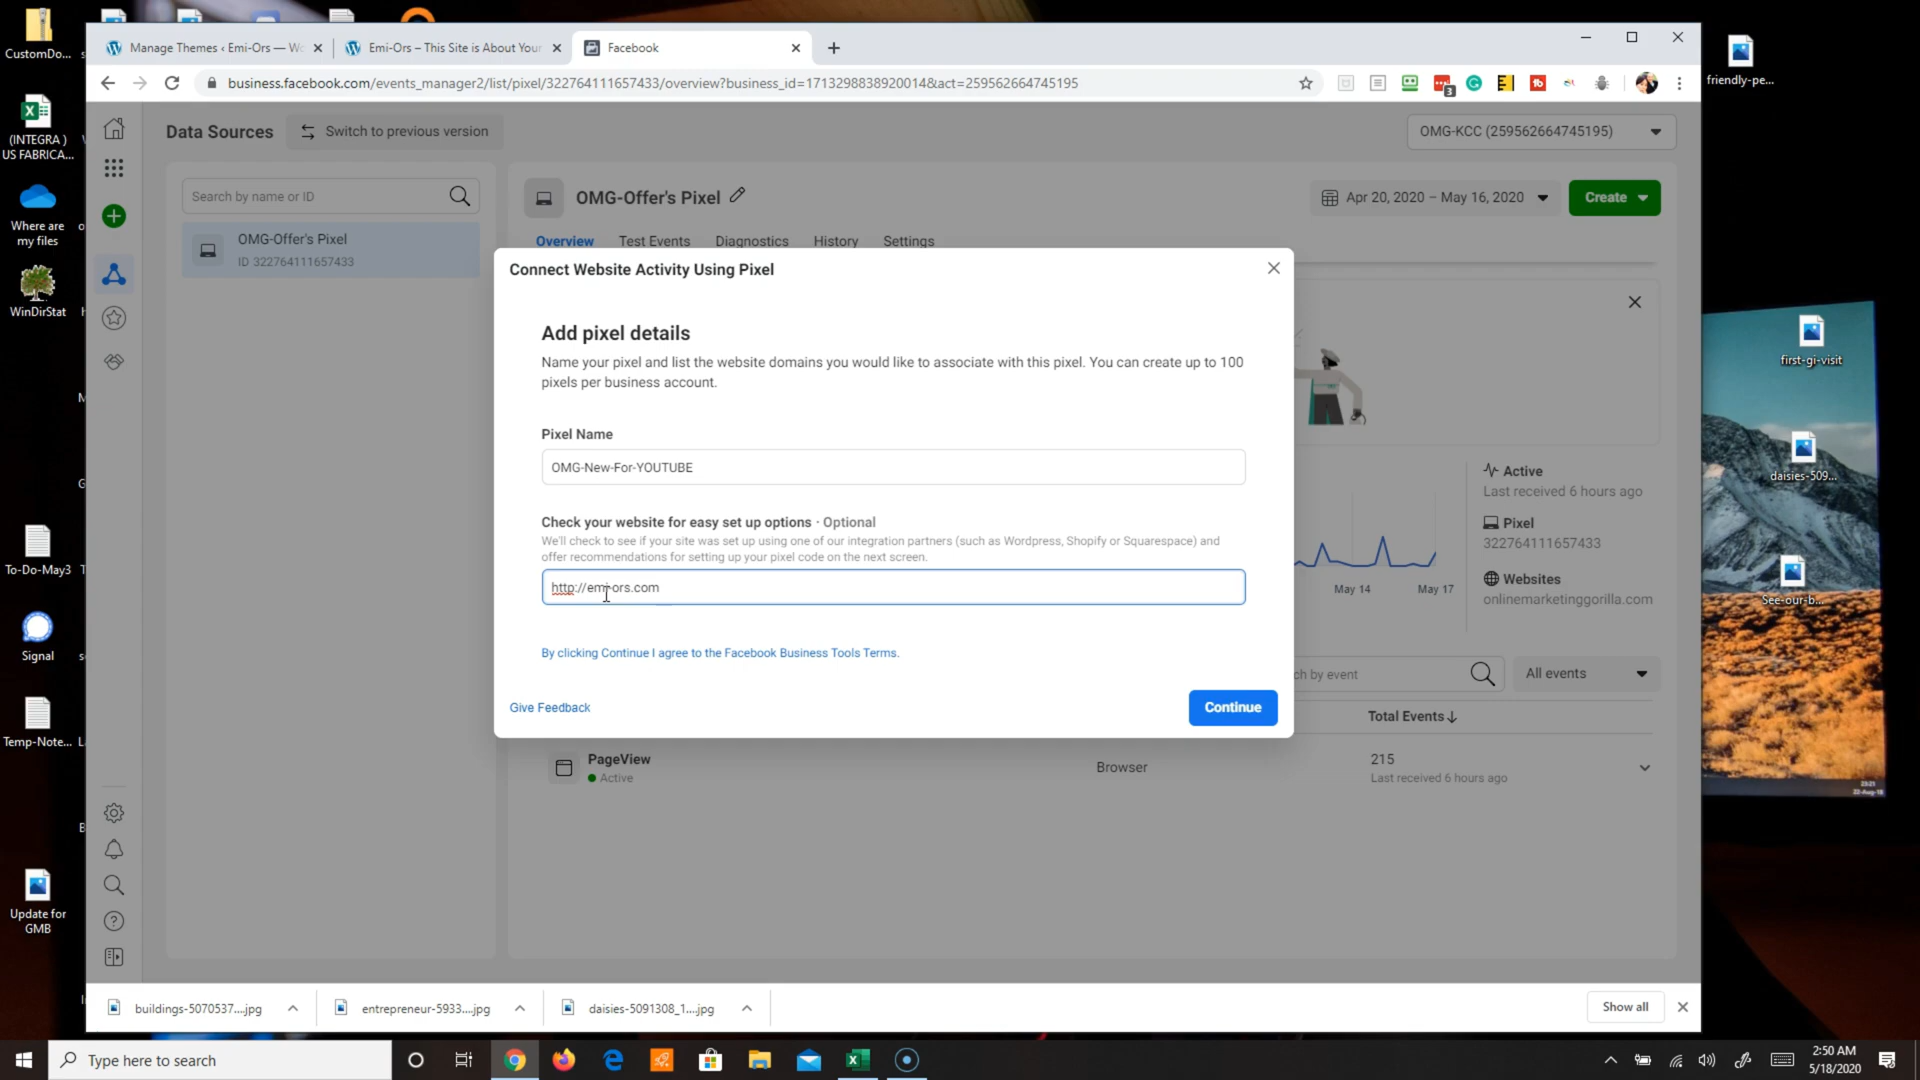 CustomDo...
Manage Themes ‹ Emi-Ors — Wo
Emi-Ors – This Site is About Your
Facebook
business.facebook.com/events_manager2/list/pixel/322764111657433/overview?business_id=1713298838920014&act=259562664745195
3
friendly-pe...
(INTEGRA )
US FABRICA...
Data Sources
Switch to previous version
OMG-KCC (259562664745195)
Search by name or ID
OMG-Offer's Pixel
Apr 20, 2020 – May 16, 2020
Create
Where are
my files
OMG-Offer's Pixel
ID 322764111657433
Overview
Test Events
Diagnostics
History
Settings
WinDirStat
Connect Website Activity Using Pixel
Add pixel details
Name your pixel and list the website domains you would like to associate with this pixel. You can create up to 100
pixels per business account.
first-gi-visit
Pixel Name
OMG-New-For-YOUTUBE
Active
Last received 6 hours ago
daisies-509...
Check your website for easy set up options · Optional
We'll check to see if your site was set up using one of our integration partners (such as Wordpress, Shopify or Squarespace) and
offer recommendations for setting up your pixel code on the next screen.
http://emi-ors.com
Pixel
322764111657433
To-Do-May3
May 14
May 17
Websites
onlinemarketinggorilla.com
See-our-b...
By clicking Continue I agree to the Facebook Business Tools Terms.
Signal
ch by event
All events
Give Feedback
Continue
Total Events
Temp-Note...
PageView
Active
Browser
215
Last received 6 hours ago
Update for
GMB
buildings-5070537....jpg
entrepreneur-5933....jpg
daisies-5091308_1....jpg
Show all
Type here to search
2:50 AM
5/18/2020